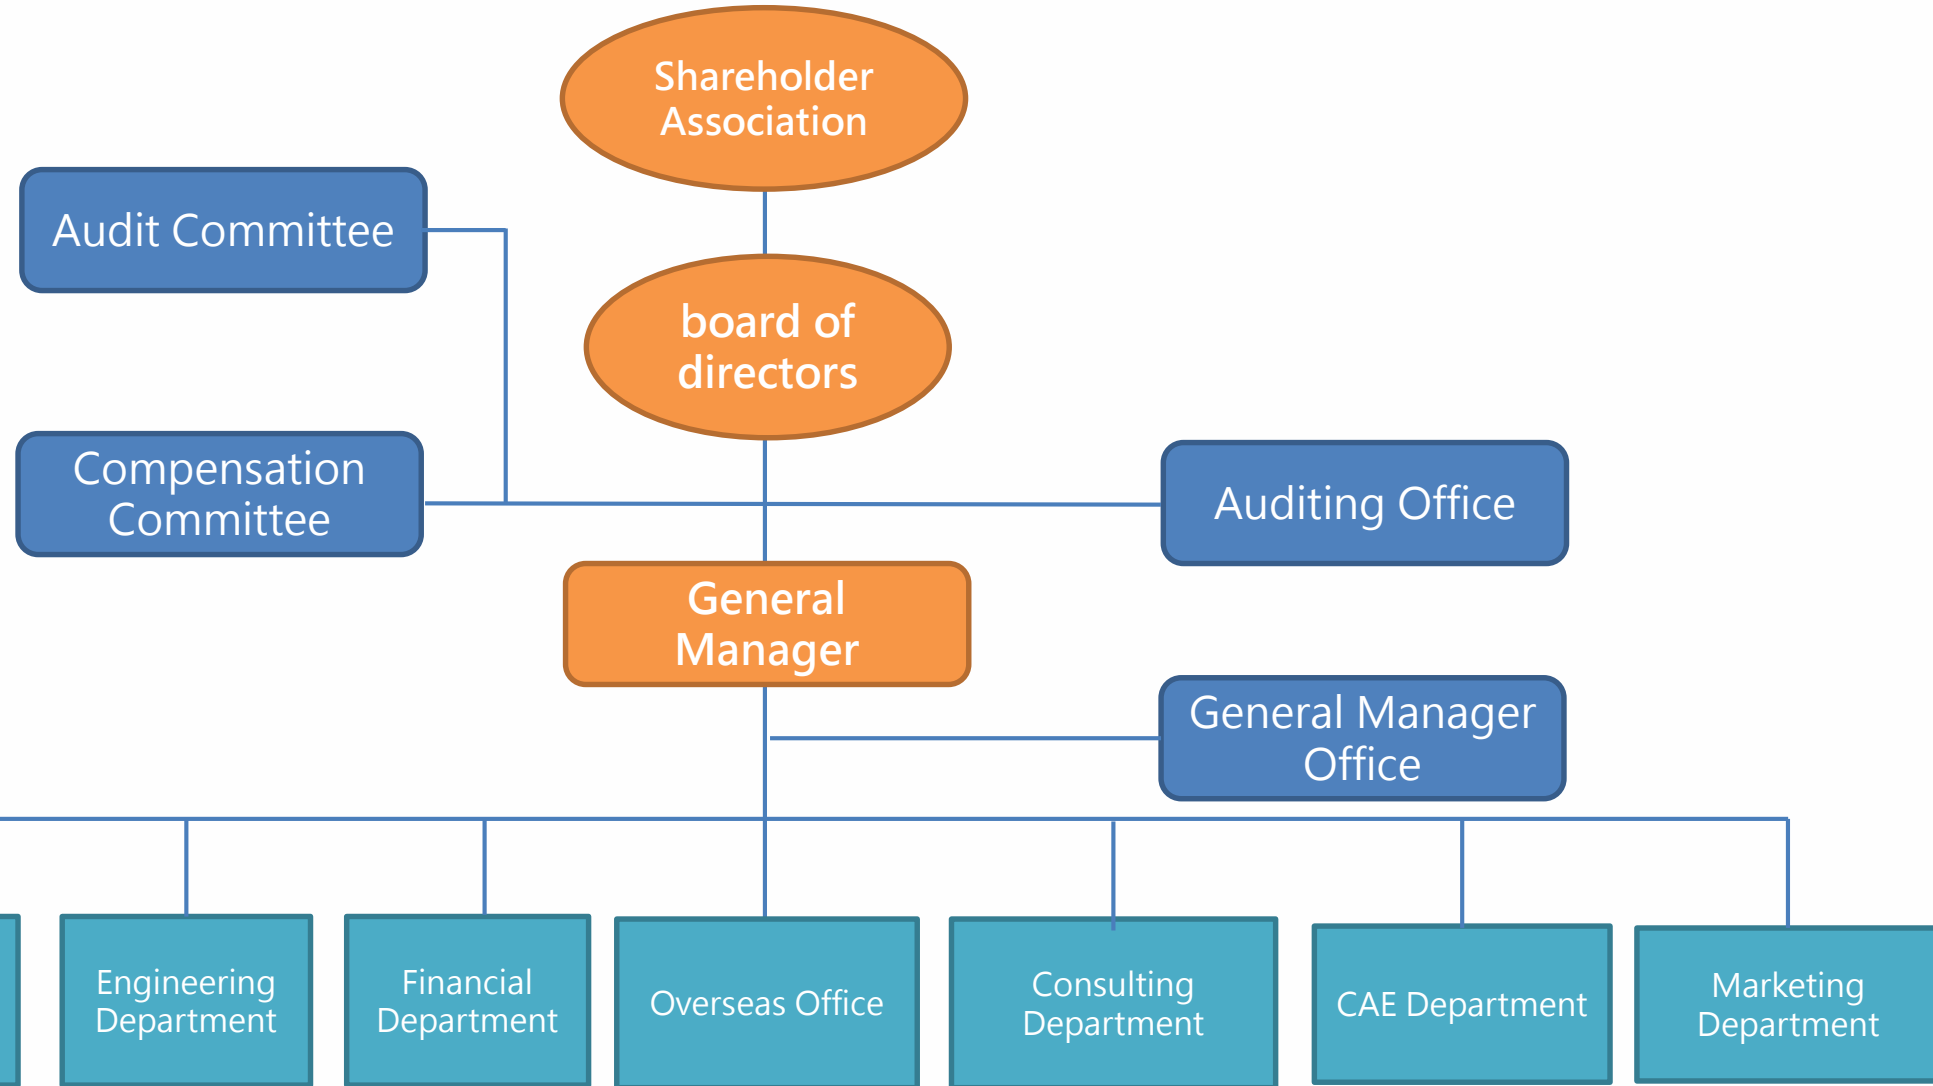 Shareholder
Association
Audit Committee
board of
directors
Compensation
Committee
Auditing Office
General
Manager
General Manager
Office
Engineering
Department
Financial
Department
Overseas Office
Consulting
Department
CAE Department
Marketing
Department